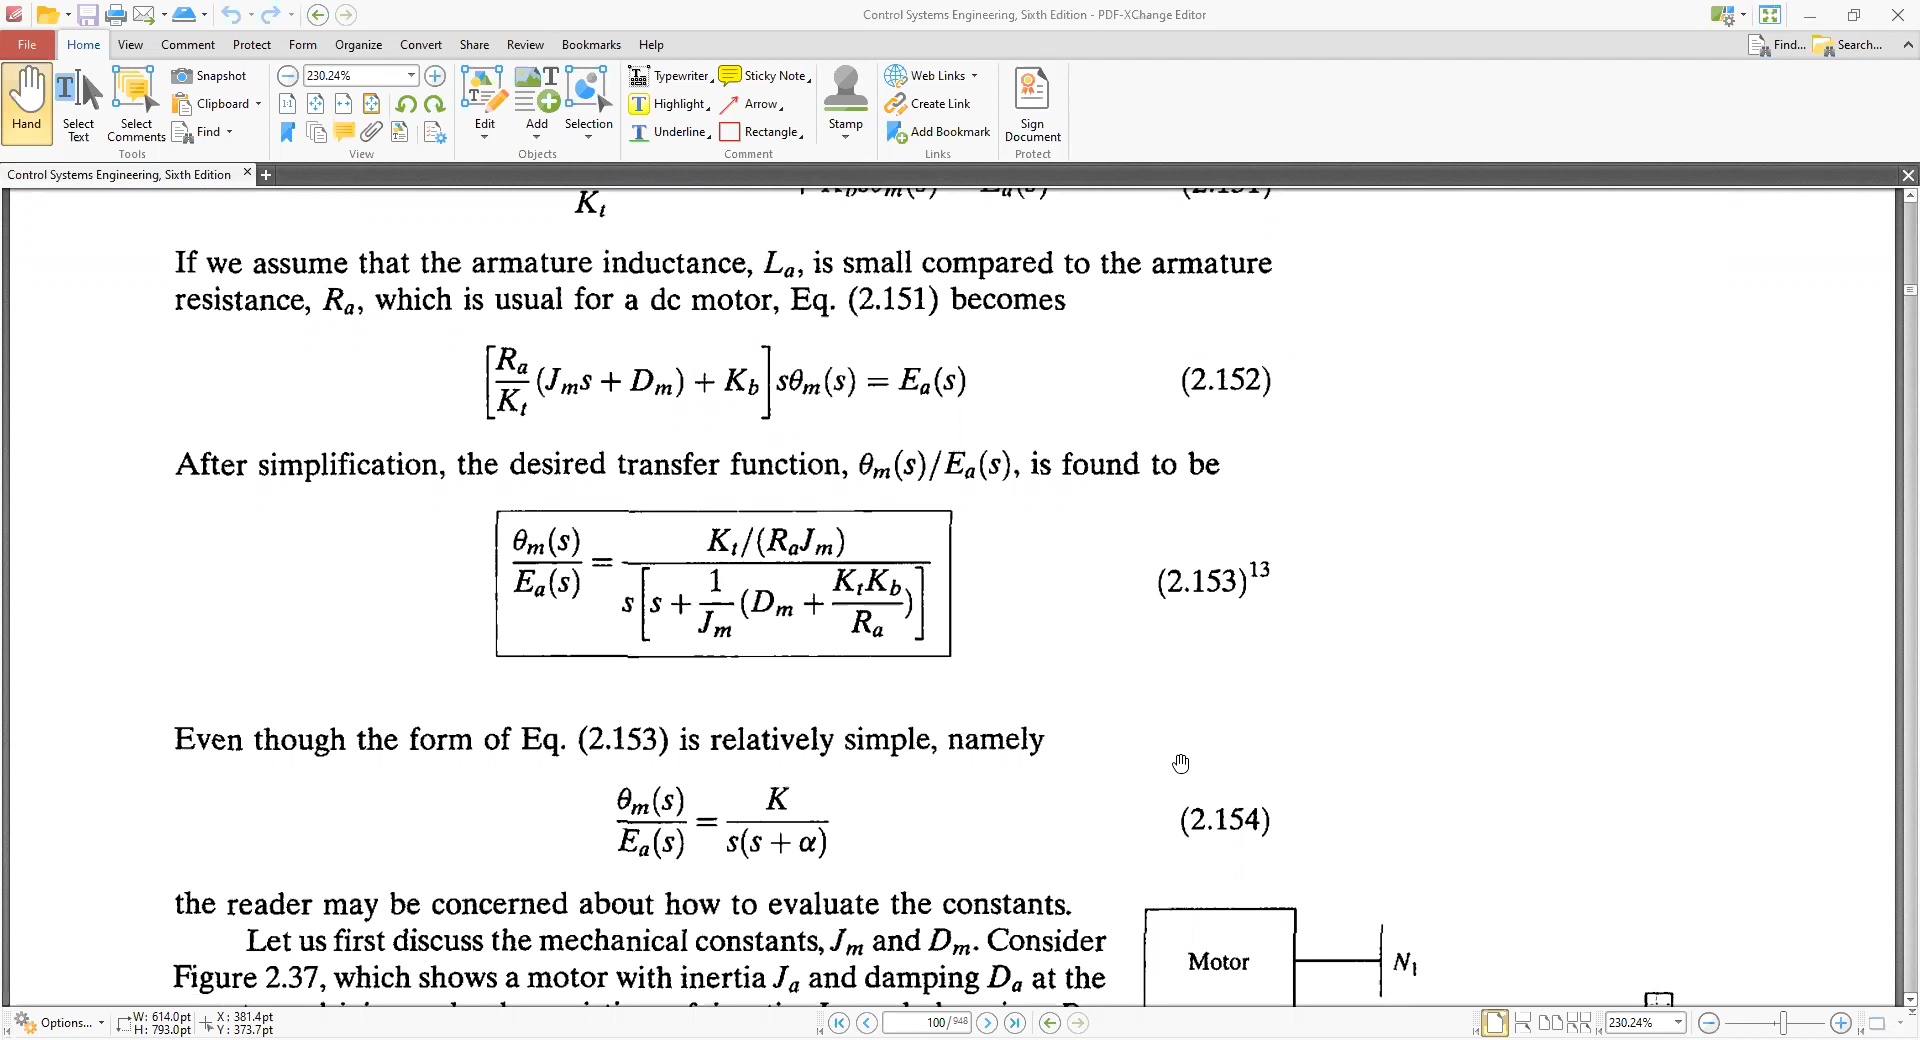 Control Systems Engineering, Sixth Edition - PDF-XChange Editor
File Home View Comment Protect Form Organize Convert Share Review Bookmarks Help Find... Search...
Hand
Select Text
Select Comments
Snapshot
Clipboard
Find
Tools
230.24%
1:1
View
Edit
Add
Selection
Objects
Typewriter
Highlight
Underline
Sticky Note
Arrow
Rectangle
Comment
Stamp
Web Links
Create Link
Add Bookmark
Links
Sign Document
Protect
Control Systems Engineering, Sixth Edition
K_t
If we assume that the armature inductance, L_a, is small compared to the armature
resistance, R_a, which is usual for a dc motor, Eq. (2.151) becomes
[R_a/K_t (J_m s + D_m) + K_b] sθ_m(s) = E_a(s) (2.152)
After simplification, the desired transfer function, θ_m(s)/E_a(s), is found to be
θ_m(s)/E_a(s) = K_t/(R_a J_m) / s[s + 1/J_m (D_m + K_t K_b/R_a)] (2.153)^13
Even though the form of Eq. (2.153) is relatively simple, namely
θ_m(s)/E_a(s) = K/s(s + α) (2.154)
the reader may be concerned about how to evaluate the constants.
Let us first discuss the mechanical constants, J_m and D_m. Consider
Figure 2.37, which shows a motor with inertia J_a and damping D_a at the
Motor N_1
Options...
W: 614.0pt
H: 793.0pt
X: 381.4pt
Y: 373.7pt
100/948
230.24%